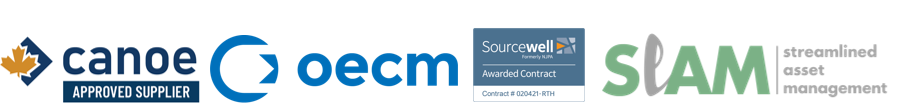 canoe
APPROVED SUPPLIER
oecm
Sourcewell
Formerly NJPA
Awarded Contract
Contract # 020421-RTH
SLAM
streamlined
asset
management